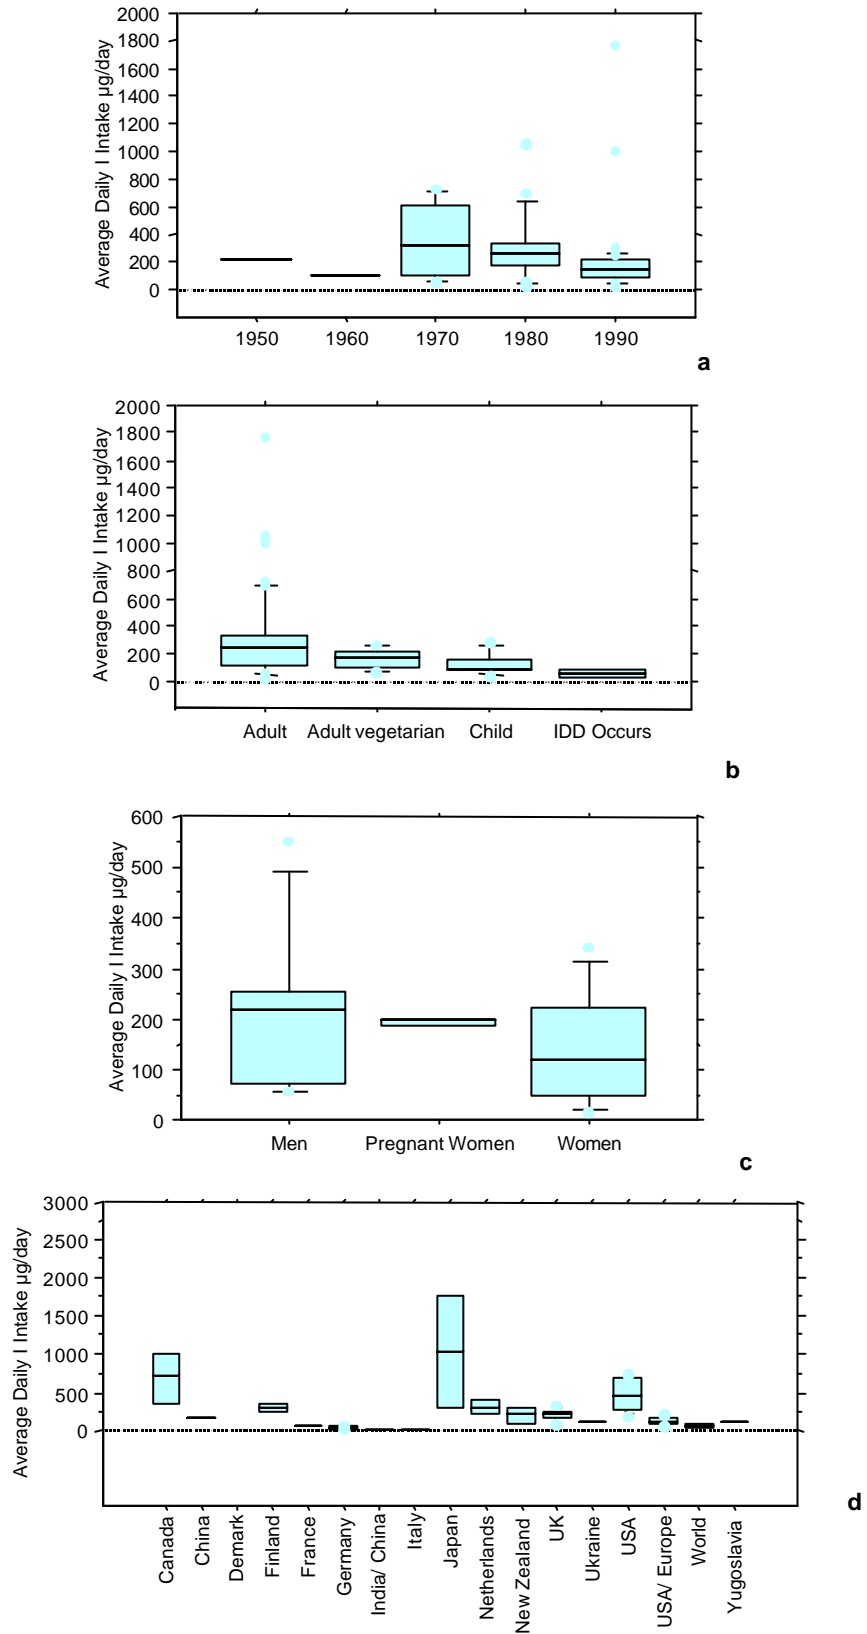 2000
1800
1600
1400
1200
1000
800
600
400
200
0
Average Daily I Intake µg/day
1950 1960 1970 1980 1990
a
2000
1800
1600
1400
1200
1000
800
600
400
200
0
Average Daily I Intake µg/day
Adult Adult vegetarian Child IDD Occurs
b
600
500
400
300
200
100
0
Average Daily I Intake µg/day
Men Pregnant Women Women
c
3000
2500
2000
1500
1000
500
0
Average Daily I Intake µg/day
d
Canada
China
Demark
Finland
France
Germany
India/ China
Italy
Japan
Netherlands
New Zealand
UK
Ukraine
USA
USA/ Europe
World
Yugoslavia